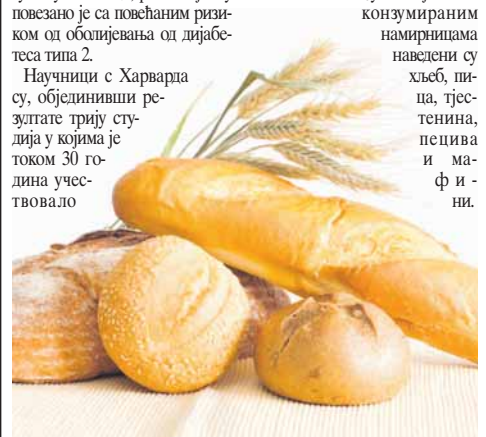 повезано је са повећаним ризи-
ком од оболијевања од дијабе-
теса типа 2.
Научници с Харварда
су, објединивши ре-
зултате трију сту-
дија у којима је
током 30 го-
дина учес-
твовало
конзумираним
намирницама
наведени су
хљеб, пи-
ца, тјес-
тенина,
пецива
и ма-
фи-
ни.